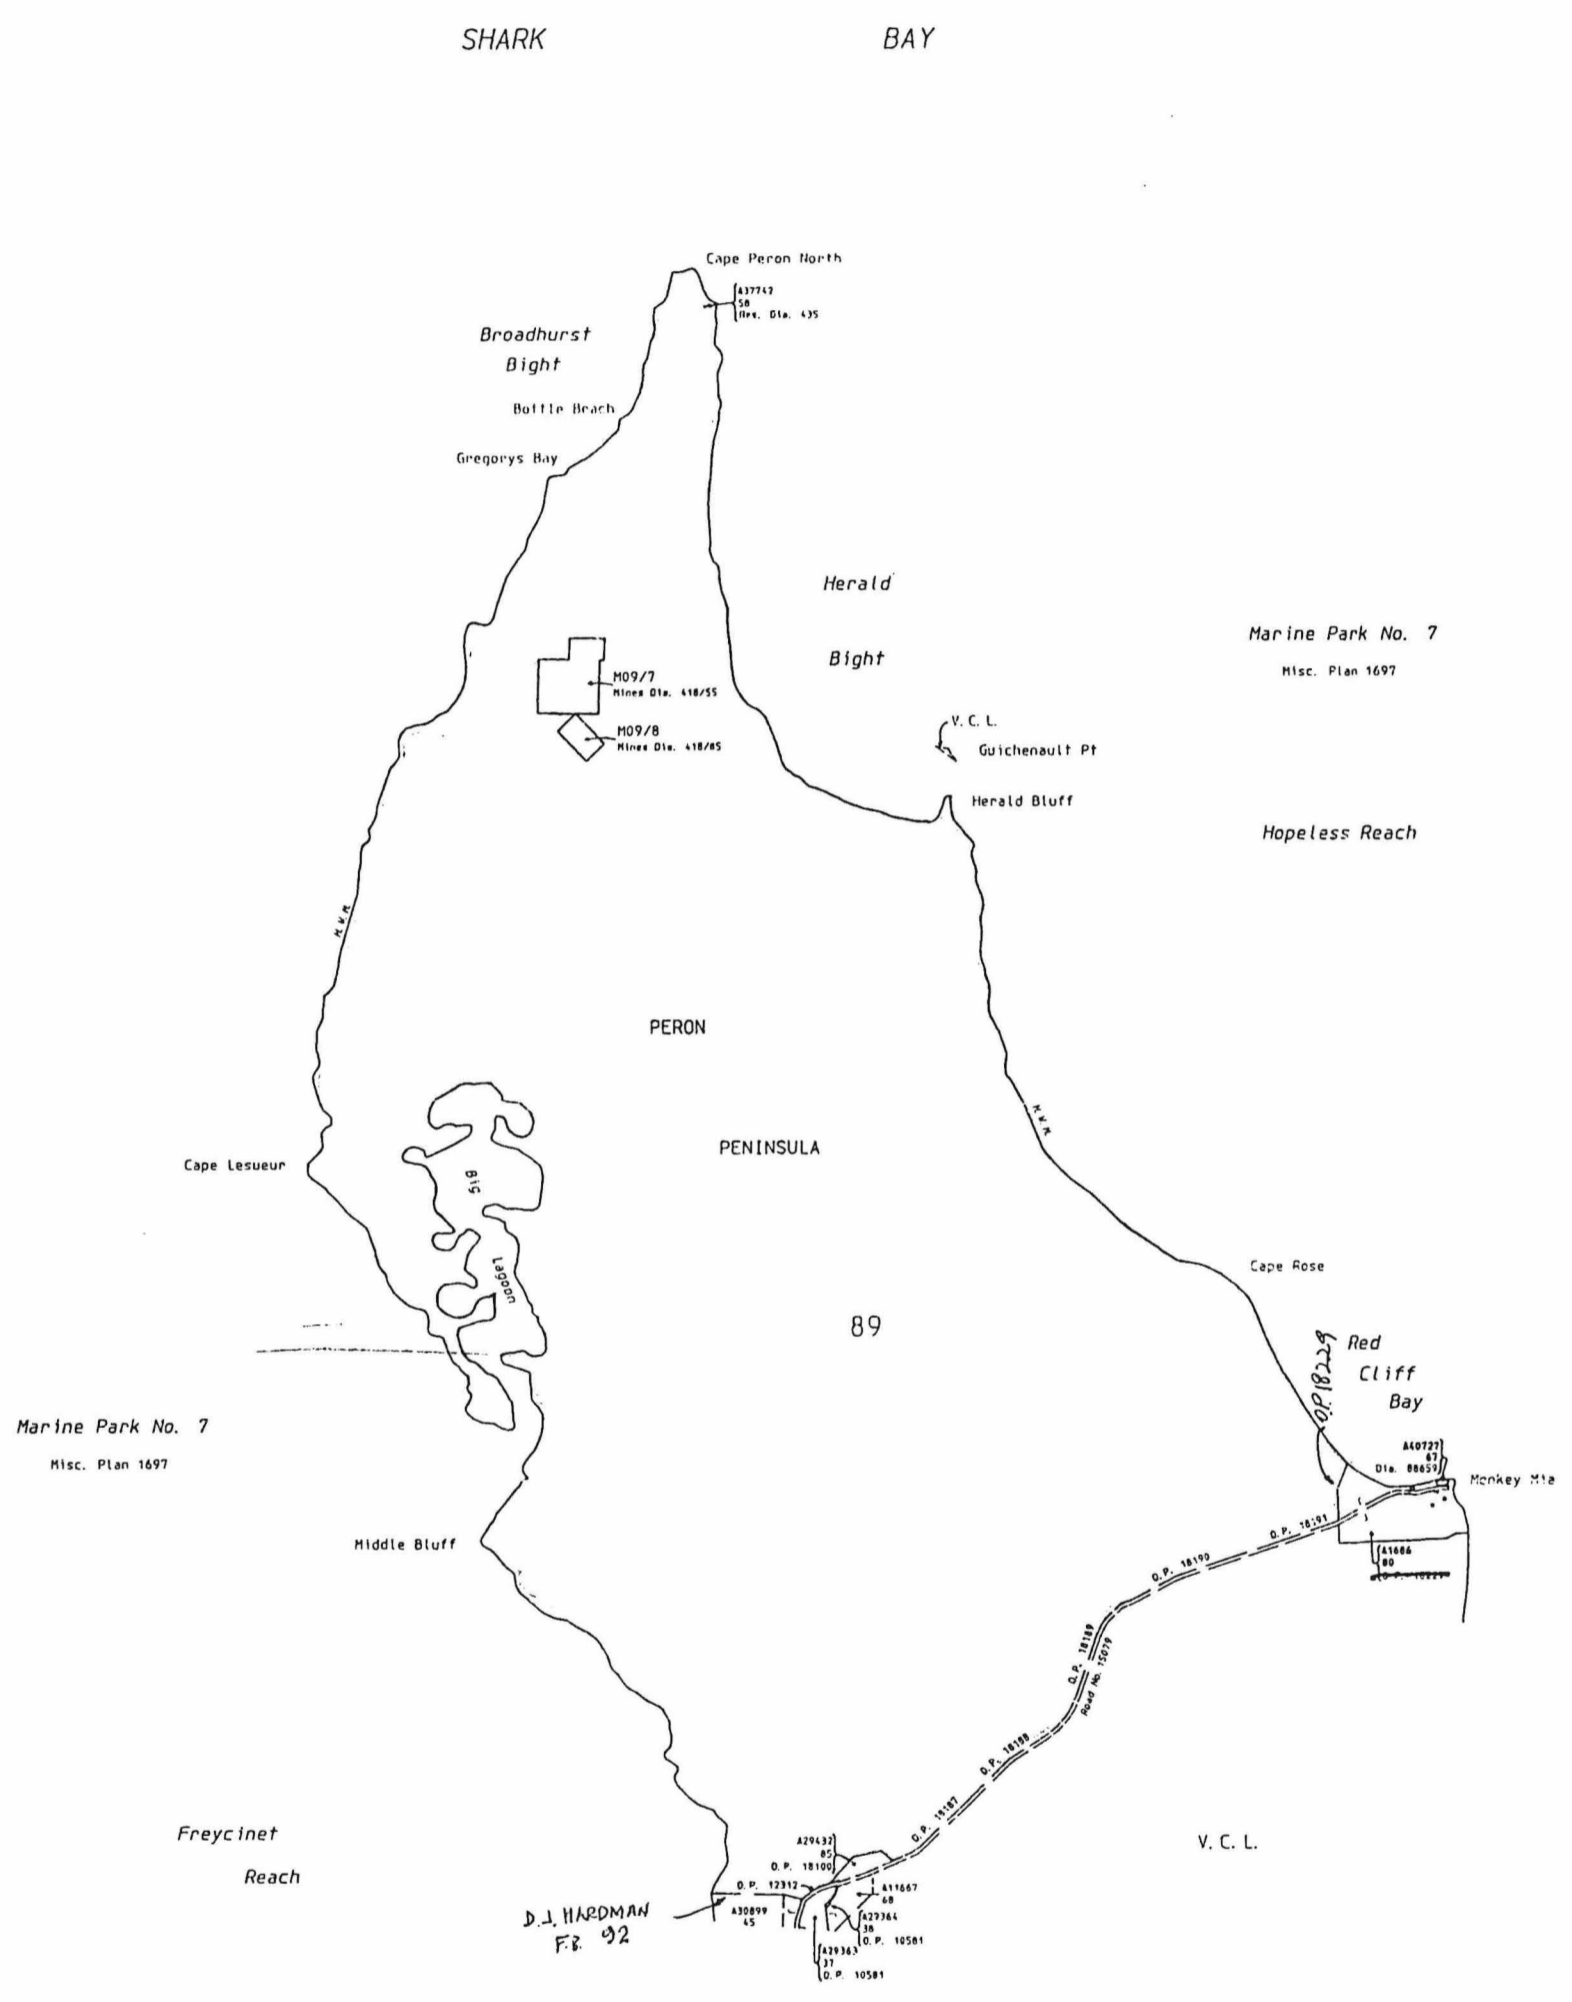 SHARK BAY
Cape Peron North
A37742
58
Res. Dia. 435
Broadhurst
Bight
Bottle Beach
Gregorys Bay
Herald
Bight
Marine Park No. 7
Misc. Plan 1697
M09/7
Mines Dia. 418/55
M09/8
Mines Dia. 418/85
V.C.L.
Guichenault Pt
Herald Bluff
Hopeless Reach
H.W.M.
PERON
H.W.M.
PENINSULA
Cape Lesueur
Big
Lagoon
Cape Rose
89
O.P. 18229
Red
Cliff
Bay
Marine Park No. 7
Misc. Plan 1697
A40727
67
Dia. 88659
Monkey Mia
Middle Bluff
O.P. 18191
A1686
80
O.P. 18190
O.P. 18189
Road No. 15079
O.P. 18188
O.P. 18187
Freycinet
Reach
V.C.L.
A29432
85
O.P. 18100
O.P. 12312
A11667
68
D.J. HARDMAN
F.B. 92
A30899
45
A29364
38
O.P. 10581
A29363
37
O.P. 10581